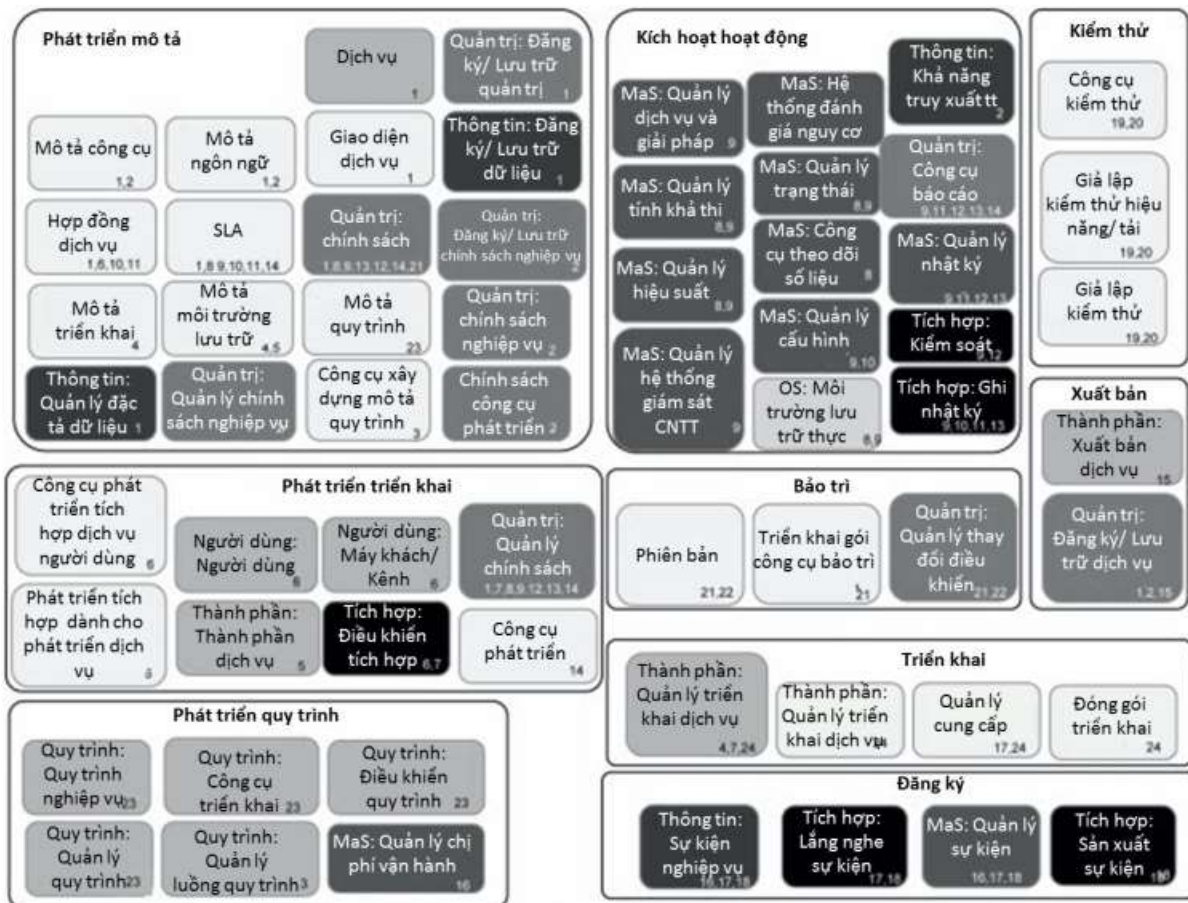 Phát triển mô tả
Dịch vụ
1
Quản trị: Đăng
ký/ Lưu trữ
quản trị
1
Mô tả công cụ
1,2
Mô tả
ngôn ngữ
1,2
Giao diện
dịch vụ
1
Thông tin: Đăng
ký/ Lưu trữ
dữ liệu
1
Hợp đồng
dịch vụ
1,6,10,11
SLA
1,8 9,10,11,14
Quản trị:
chính sách
1,8 9,13 12,14,21
Quản trị:
Đăng ký/ Lưu trữ
chính sách nghiệp vụ
2
Mô tả
triển khai
4
Mô tả
môi trường
lưu trữ
4,5
Mô tả
quy trình
23
Quản trị:
chính sách
nghiệp vụ
2
Thông tin:
Quản lý đặc
tả dữ liệu
1
Quản trị:
Quản lý chính
sách nghiệp vụ
Công cụ xây
dựng mô tả
quy trình
3
Chính sách
công cụ
phát triển
2
Kích hoạt hoạt động
MaS: Quản lý
dịch vụ và
giải pháp
9
MaS: Hệ
thống đánh
giá nguy cơ
Thông tin:
Khả năng
truy xuất tt
2
MaS: Quản lý
tính khả thi
8,9
MaS: Quản lý
trạng thái
8,9
Quản trị:
Công cụ
báo cáo
9,11,12,13,14
MaS: Quản lý
hiệu suất
8,9
MaS: Công
cụ theo dõi
số liệu
8
MaS: Quản lý
nhật ký
9,11,12,13
MaS: Quản lý
hệ thống
giám sát
CNTT
9
MaS: Quản lý
cấu hình
9,10
Tích hợp:
Kiểm soát
9,12
OS: Môi
trường lưu
trữ thực
8,9
Tích hợp: Ghi
nhật ký
9,10,11,13
Kiểm thử
Công cụ
kiểm thử
19,20
Giả lập
kiểm thử hiệu
năng/ tải
19,20
Giả lập
kiểm thử
19,20
Xuất bản
Thành phần:
Xuất bản
dịch vụ
15
Quản trị:
Đăng ký/ Lưu
trữ dịch vụ
1,2,15
Phát triển triển khai
Công cụ phát
triển tích
hợp dịch vụ
người dùng
6
Người dùng:
Người dùng
6
Người dùng:
Máy khách/
Kênh
6
Quản trị:
Quản lý
chính sách
1,7,8,9,12,13,14
Phát triển tích
hợp dành cho
phát triển dịch
vụ
Thành phần:
Thành phần
dịch vụ
5
Tích hợp:
Điều khiển
tích hợp
6,7
Công cụ
phát triển
14
Bảo trì
Phiên bản
21,22
Triển khai gói
công cụ bảo trì
21
Quản trị:
Quản lý thay
đổi điều
khiển
21,22
Triển khai
Thành phần:
Quản lý triển
khai dịch vụ
4,7,24
Thành phần:
Quản lý triển
khai dịch vụ
Quản lý
cung cấp
17,24
Đóng gói
triển khai
24
Phát triển quy trình
Quy trình:
Quy trình
nghiệp vụ
23
Quy trình:
Công cụ
triển khai
23
Quy trình:
Điều khiển
quy trình
23
Quy trình:
Quản lý
quy trình
23
Quy trình:
Quản lý
luồng quy trình
3
MaS: Quản lý chị
phí vận hành
16
Đăng ký
Thông tin:
Sự kiện
nghiệp vụ
16,17,18
Tích hợp:
Lắng nghe
sự kiện
17,18
MaS: Quản lý
sự kiện
16,17,18
Tích hợp:
Sản xuất
sự kiện